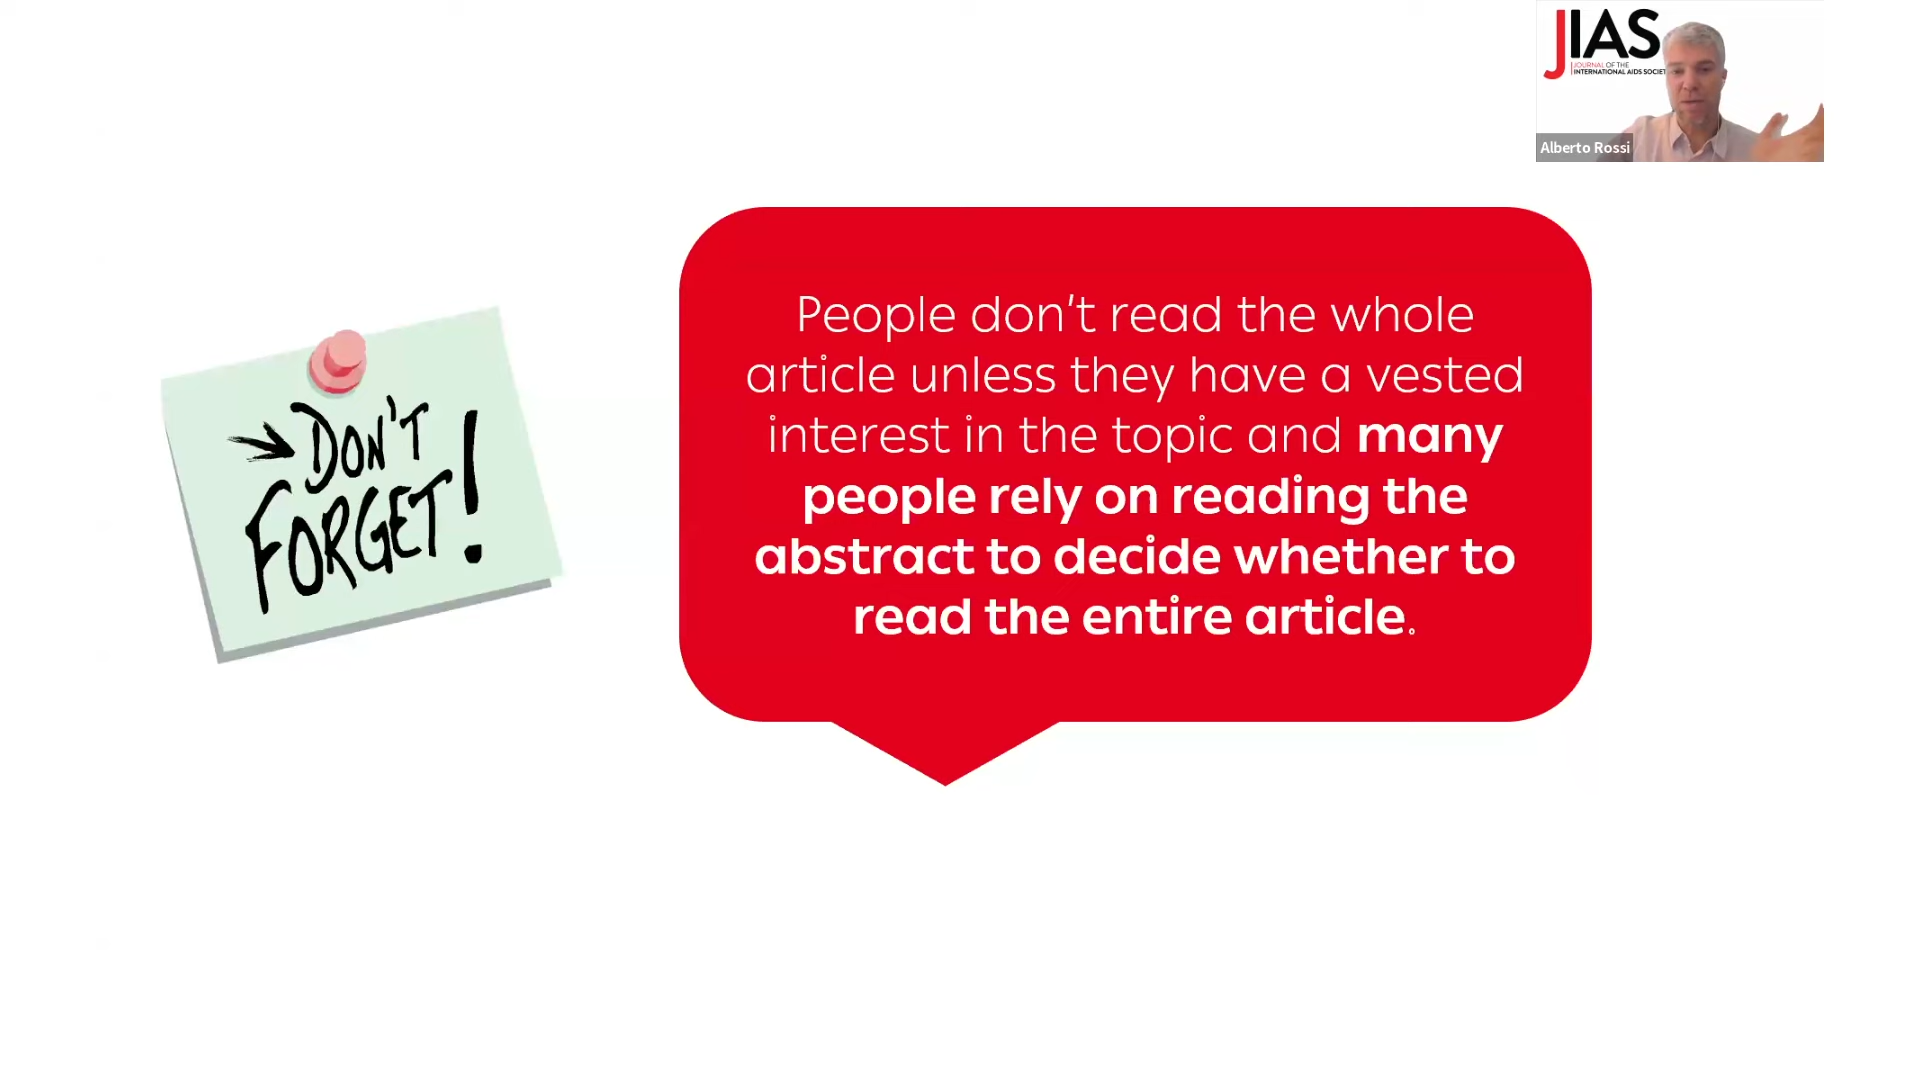 JIAS
JOURNAL OF THE
INTERNATIONAL AIDS SOCIET
Alberto Rossi
DON'T
FORGET!
People don't read the whole
article unless they have a vested
interest in the topic and many
people rely on reading the
abstract to decide whether to
read the entire article.